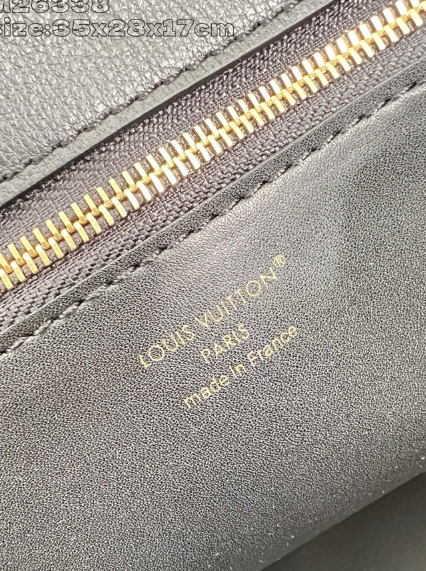 size:35x28x17cm
LOUIS VUITTON®
PARIS
made in France